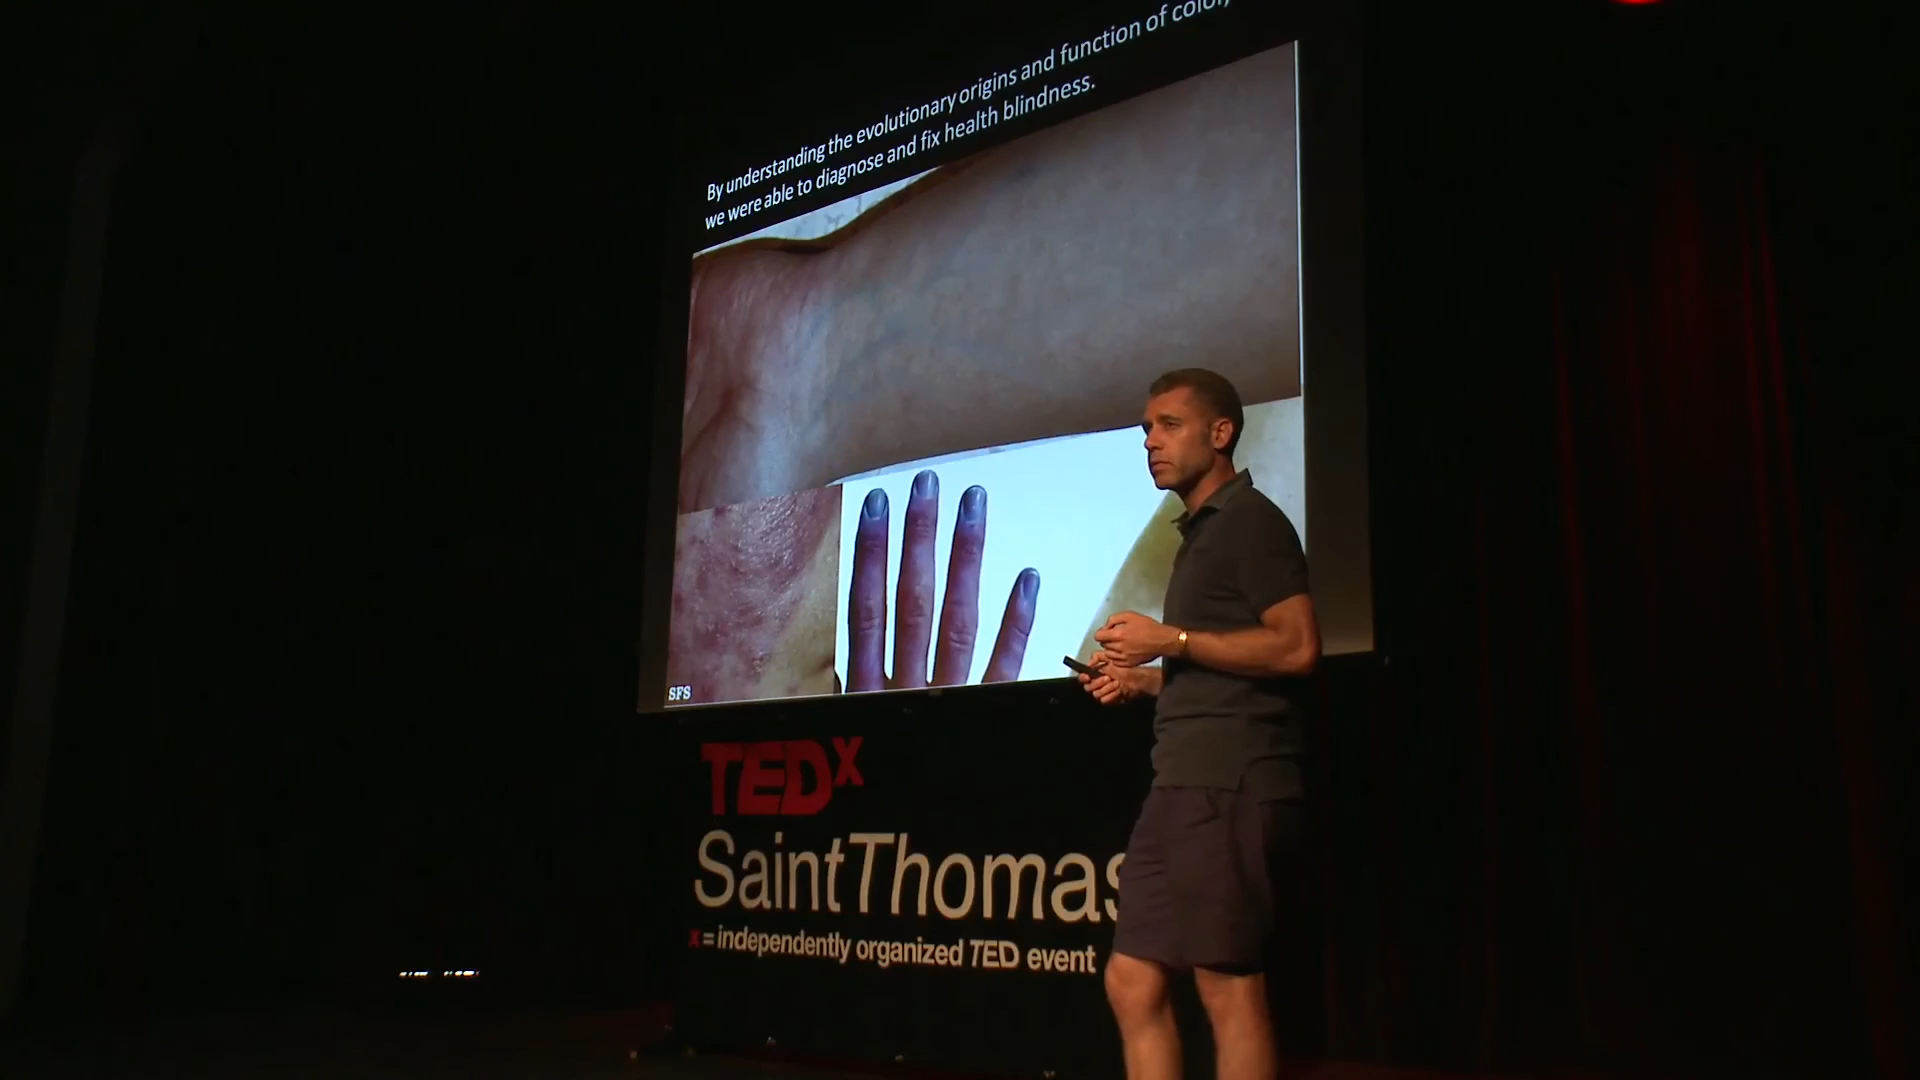 By understanding the evolutionary origins and function of color,
we were able to diagnose and fix health blindness.
SFS
TEDx
SaintThomas
x = independently organized TED event